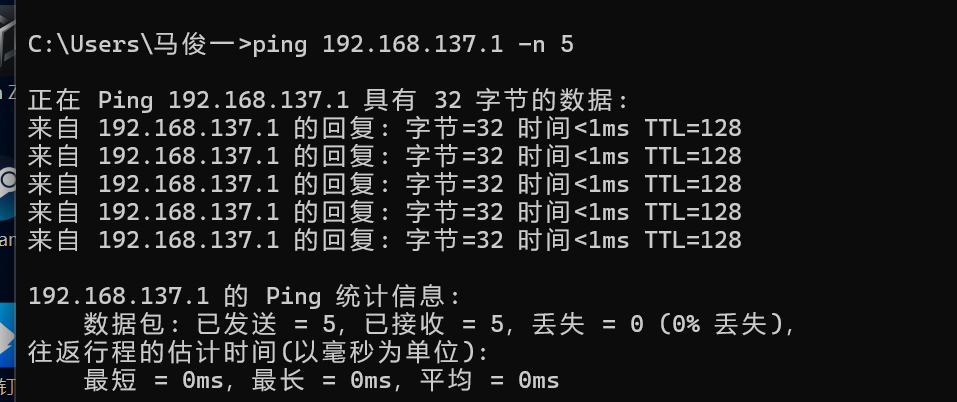 C:\Users\马俊一>ping 192.168.137.1 -n 5
正在 Ping 192.168.137.1 具有 32 字节的数据:
来自 192.168.137.1 的回复: 字节=32 时间<1ms TTL=128
来自 192.168.137.1 的回复: 字节=32 时间<1ms TTL=128
来自 192.168.137.1 的回复: 字节=32 时间<1ms TTL=128
来自 192.168.137.1 的回复: 字节=32 时间<1ms TTL=128
来自 192.168.137.1 的回复: 字节=32 时间<1ms TTL=128
192.168.137.1 的 Ping 统计信息:
数据包: 已发送 = 5, 已接收 = 5, 丢失 = 0 (0% 丢失),
往返行程的估计时间(以毫秒为单位):
最短 = 0ms, 最长 = 0ms, 平均 = 0ms